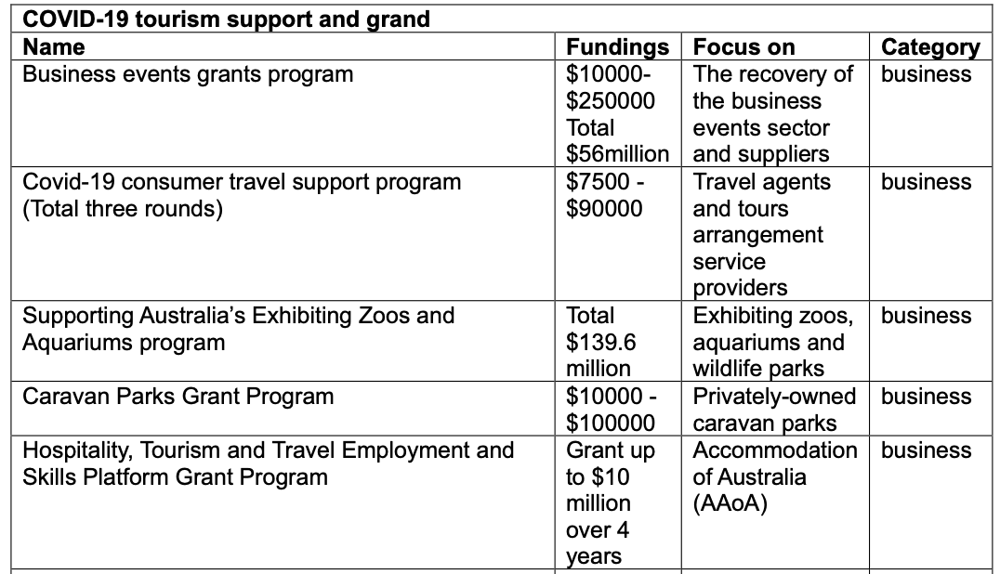 COVID-19 tourism support and grand
Name Fundings Focus on Category
Business events grants program $10000- The recovery of business
$250000 the business
Total events sector
$56million and suppliers
Covid-19 consumer travel support program $7500 - Travel agents business
(Total three rounds) $90000 and tours
arrangement
service
providers
Supporting Australia’s Exhibiting Zoos and Total Exhibiting zoos, business
Aquariums program $139.6 aquariums and
million wildlife parks
Caravan Parks Grant Program $10000 - Privately-owned business
$100000 caravan parks
Hospitality, Tourism and Travel Employment and Grant up Accommodation business
Skills Platform Grant Program to $10 of Australia
million (AAoA)
over 4
years